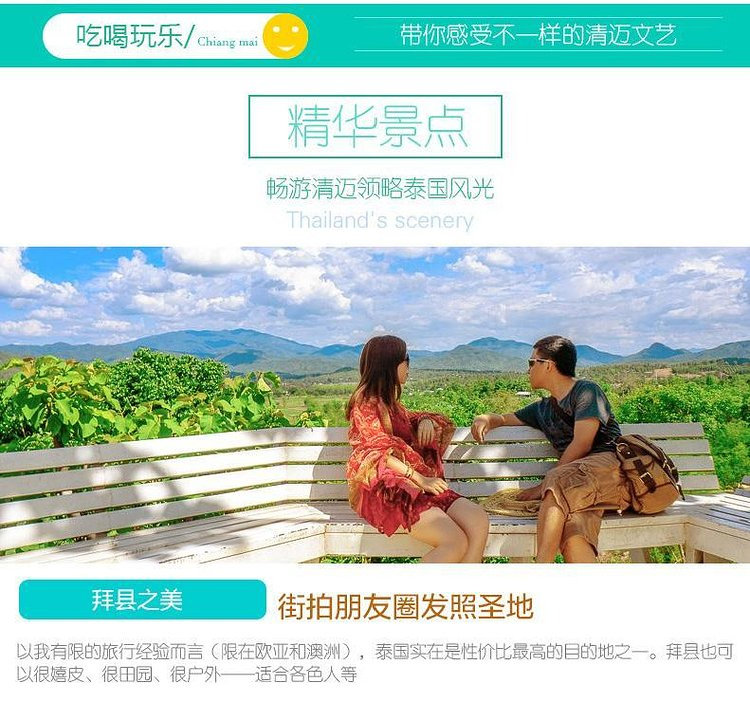 吃喝玩乐/Chiang mai
带你感受不一样的清迈文艺
精华景点
畅游清迈领略泰国风光
Thailand's scenery
拜县之美
街拍朋友圈发照圣地
以我有限的旅行经验而言（限在欧亚和澳洲），泰国实在是性价比最高的目的地之一。拜县也可
以很嬉皮、很田园、很户外——适合各色人等